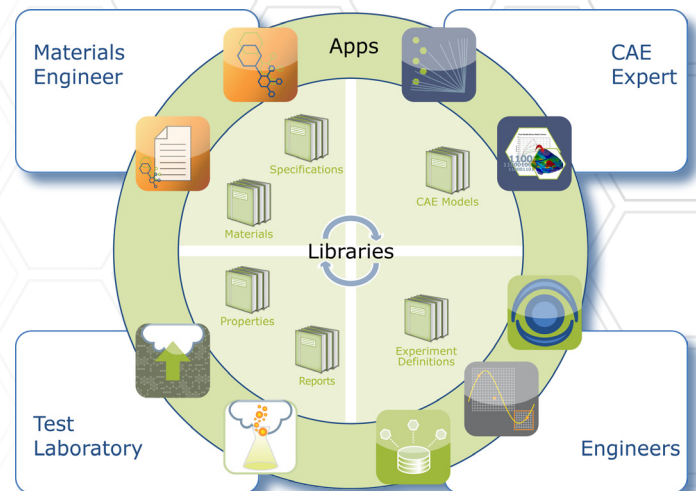 Materials
Engineer
Apps
CAE
Expert
Specifications
CAE Models
Materials
Libraries
Properties
Experiment
Definitions
Reports
Test
Laboratory
Engineers